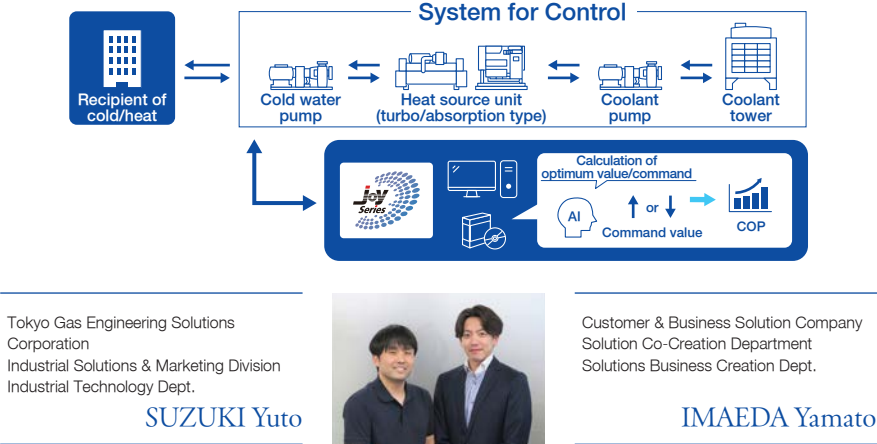 System for Control
Recipient of
cold/heat
Cold water
pump
Heat source unit
(turbo/absorption type)
Coolant
pump
Coolant
tower
Joy
Series
Calculation of
optimum value/command
AI
or
Command value
COP
Tokyo Gas Engineering Solutions
Corporation
Industrial Solutions & Marketing Division
Industrial Technology Dept.
SUZUKI Yuto
Customer & Business Solution Company
Solution Co-Creation Department
Solutions Business Creation Dept.
IMAEDA Yamato